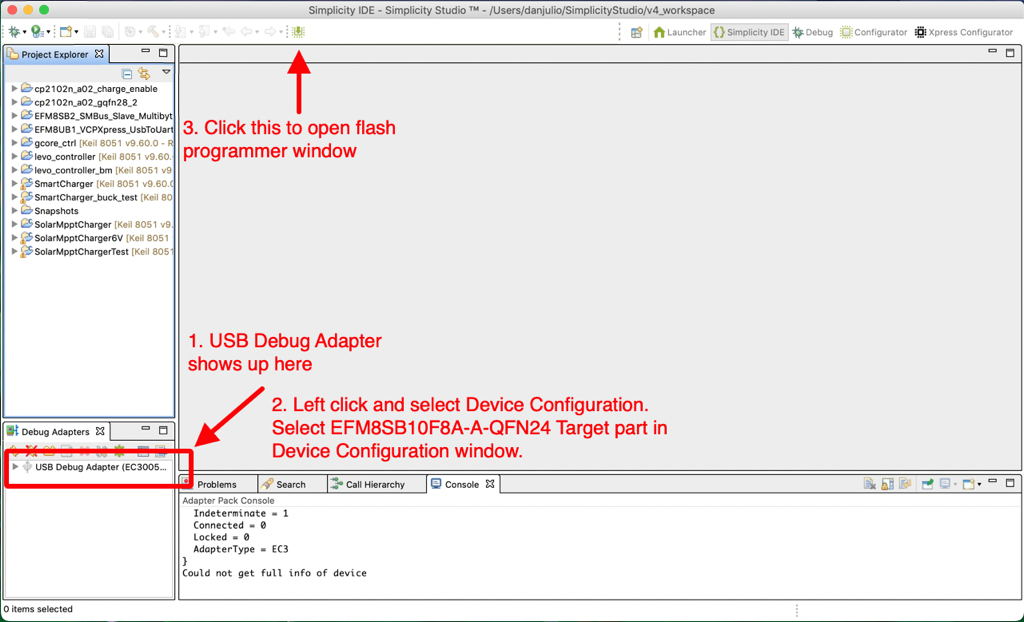 Simplicity IDE - Simplicity Studio ™ - /Users/danjulio/SimplicityStudio/v4_workspace
Launcher
Simplicity IDE
Debug
Configurator
Xpress Configurator
Project Explorer
cp2102n_a02_charge_enable
cp2102n_a02_gqfn28_2
EFM8SB2_SMBus_Slave_Multibyt
EFM8UB1_VCPXpress_UsbToUart
gcore_ctrl [Keil 8051 v9.60.0 - R
levo_controller [Keil 8051 v9.60.
levo_controller_bm [Keil 8051 v9
SmartCharger [Keil 8051 v9.60.0
SmartCharger_buck_test [Keil 80
Snapshots
SolarMpptCharger [Keil 8051 v9.
SolarMpptCharger6V [Keil 8051
SolarMpptChargerTest [Keil 8051
3. Click this to open flash
programmer window
1. USB Debug Adapter
shows up here
2. Left click and select Device Configuration.
Select EFM8SB10F8A-A-QFN24 Target part in
Device Configuration window.
Debug Adapters
USB Debug Adapter (EC3005...
Problems
Search
Call Hierarchy
Console
Adapter Pack Console
Indeterminate = 1
Connected = 0
Locked = 0
AdapterType = EC3
}
Could not get full info of device
0 items selected